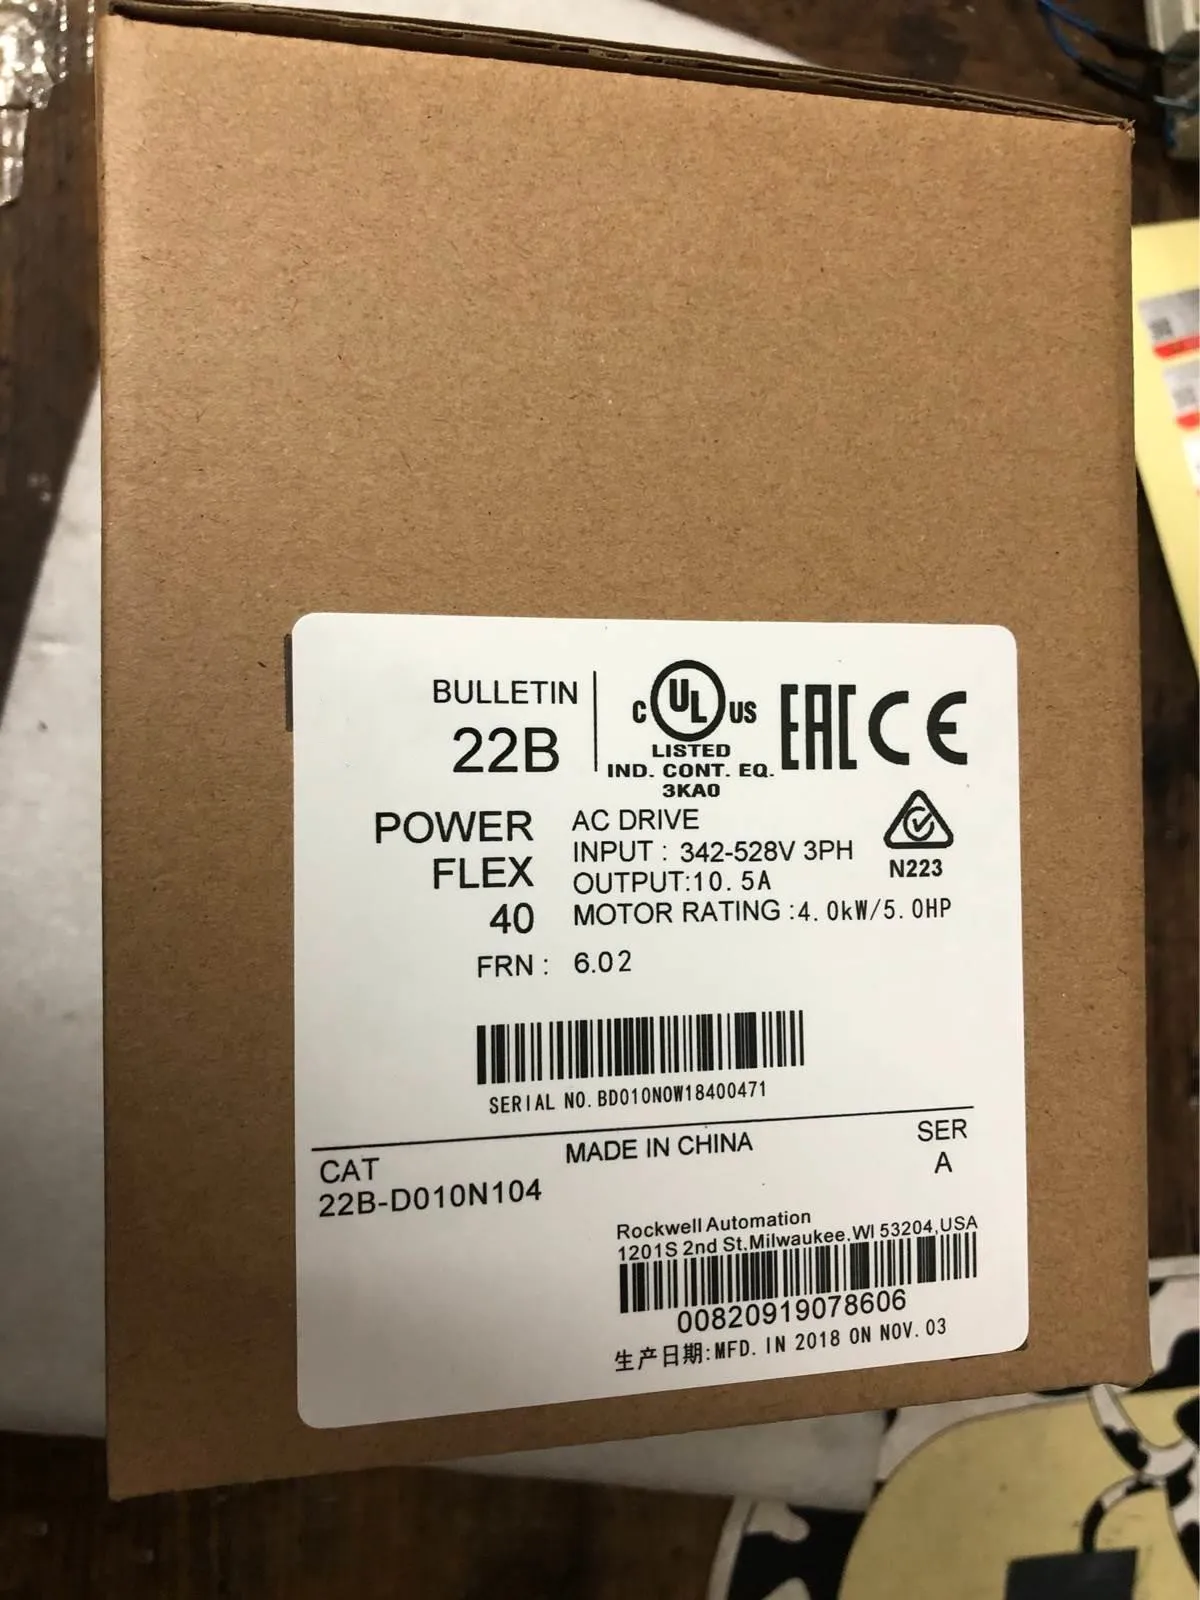 BULLETIN
22B
C UL US
LISTED
IND. CONT. EQ.
3KA0
EAC CE
POWER
FLEX
40
AC DRIVE
INPUT : 342-528V 3PH
OUTPUT:10.5A
MOTOR RATING :4.0kW/5.0HP
N223
FRN : 6.02
SERIAL NO. BD010N0W18400471
MADE IN CHINA
SER
A
CAT
22B-D010N104
Rockwell Automation
1201S 2nd St,Milwaukee,WI 53204,USA
00820919078606
生产日期:MFD. IN 2018 ON NOV. 03